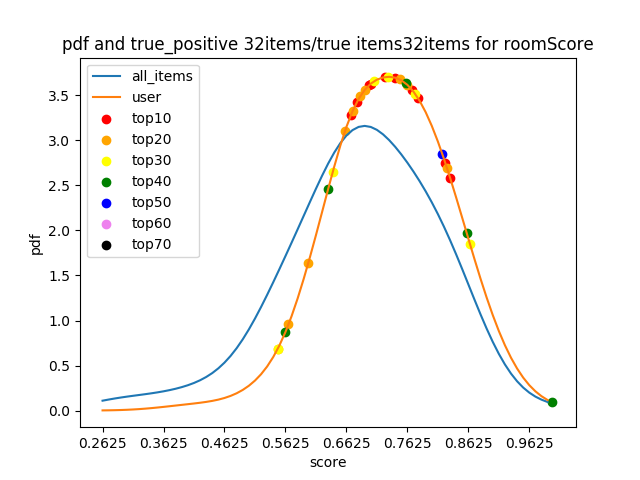 pdf and true_positive 32items/true items32items for roomScore
all_items
user
top10
top20
top30
top40
top50
top60
top70
pdf
3.5
3.0
2.5
2.0
1.5
1.0
0.5
0.0
0.2625 0.3625 0.4625 0.5625 0.6625 0.7625 0.8625 0.9625
score